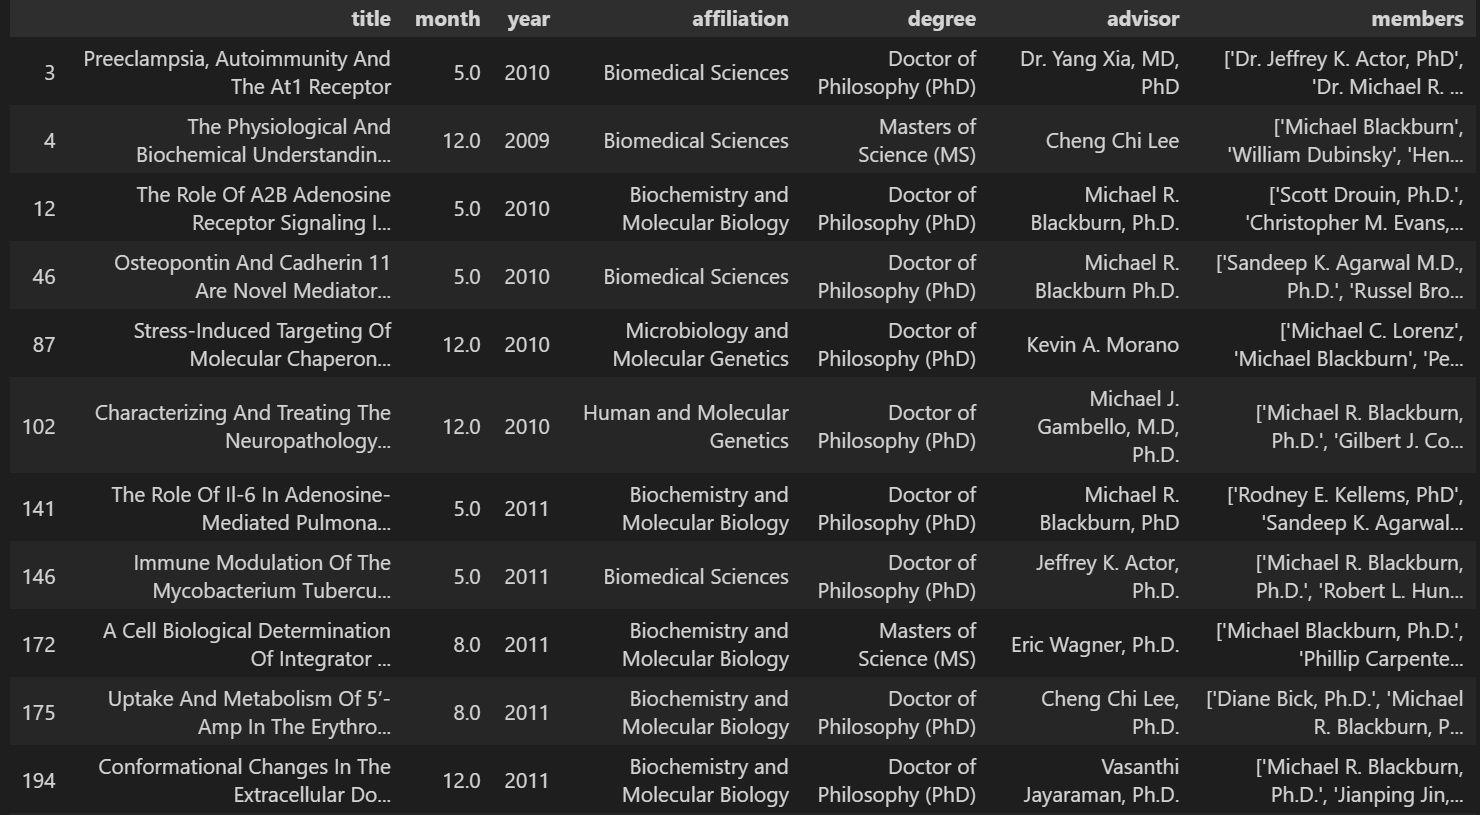 title month year affiliation degree advisor members
3 Preeclampsia, Autoimmunity And The At1 Receptor 5.0 2010 Biomedical Sciences Doctor of Philosophy (PhD) Dr. Yang Xia, MD, PhD ['Dr. Jeffrey K. Actor, PhD', 'Dr. Michael R. ...
4 The Physiological And Biochemical Understandin... 12.0 2009 Biomedical Sciences Masters of Science (MS) Cheng Chi Lee ['Michael Blackburn', 'William Dubinsky', 'Hen...
12 The Role Of A2B Adenosine Receptor Signaling I... 5.0 2010 Biochemistry and Molecular Biology Doctor of Philosophy (PhD) Michael R. Blackburn, Ph.D. ['Scott Drouin, Ph.D.', 'Christopher M. Evans,...
46 Osteopontin And Cadherin 11 Are Novel Mediator... 5.0 2010 Biomedical Sciences Doctor of Philosophy (PhD) Michael R. Blackburn Ph.D. ['Sandeep K. Agarwal M.D., Ph.D.', 'Russel Bro...
87 Stress-Induced Targeting Of Molecular Chaperon... 12.0 2010 Microbiology and Molecular Genetics Doctor of Philosophy (PhD) Kevin A. Morano ['Michael C. Lorenz', 'Michael Blackburn', 'Pe...
102 Characterizing And Treating The Neuropathology... 12.0 2010 Human and Molecular Genetics Doctor of Philosophy (PhD) Michael J. Gambello, M.D, Ph.D. ['Michael R. Blackburn, Ph.D.', 'Gilbert J. Co...
141 The Role Of Il-6 In Adenosine-Mediated Pulmona... 5.0 2011 Biochemistry and Molecular Biology Doctor of Philosophy (PhD) Michael R. Blackburn, PhD ['Rodney E. Kellems, PhD', 'Sandeep K. Agarwal...
146 Immune Modulation Of The Mycobacterium Tubercu... 5.0 2011 Biomedical Sciences Doctor of Philosophy (PhD) Jeffrey K. Actor, Ph.D. ['Michael R. Blackburn, Ph.D.', 'Robert L. Hun...
172 A Cell Biological Determination Of Integrator ... 8.0 2011 Biochemistry and Molecular Biology Masters of Science (MS) Eric Wagner, Ph.D. ['Michael Blackburn, Ph.D.', 'Phillip Carpente...
175 Uptake And Metabolism Of 5’-Amp In The Erythro... 8.0 2011 Biochemistry and Molecular Biology Doctor of Philosophy (PhD) Cheng Chi Lee, Ph.D. ['Diane Bick, Ph.D.', 'Michael R. Blackburn, P...
194 Conformational Changes In The Extracellular Do... 12.0 2011 Biochemistry and Molecular Biology Doctor of Philosophy (PhD) Vasanthi Jayaraman, Ph.D. ['Michael R. Blackburn, Ph.D.', 'Jianping Jin,...